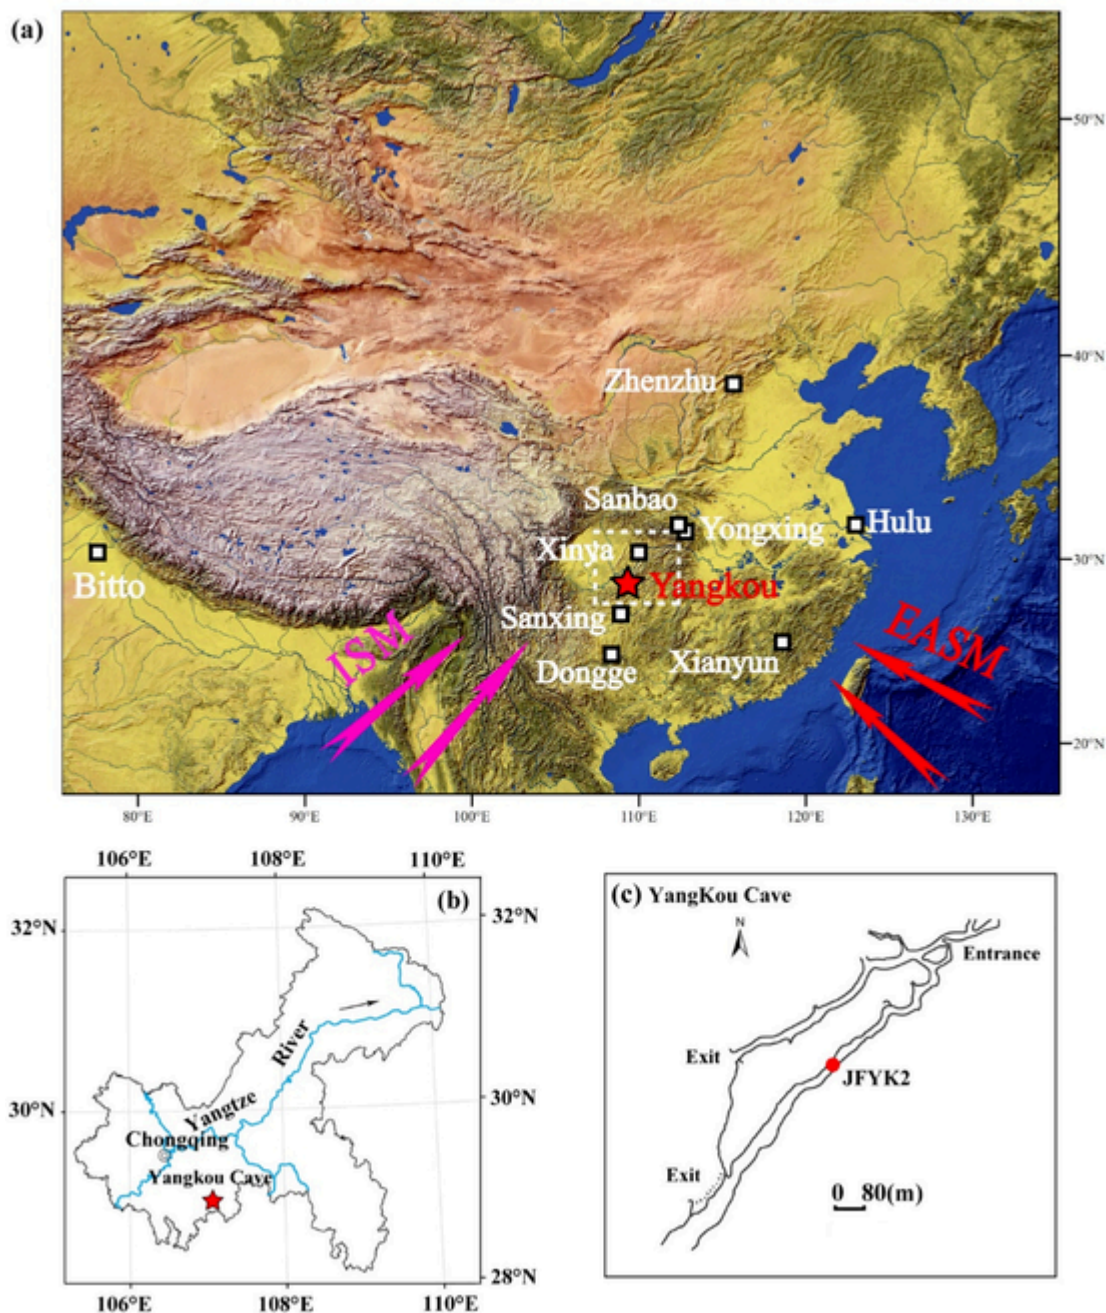 (a)
50°N
40°N
Zhenzhu
Sanbao
Yongxing
Hulu
Xinya
30°N
Bitto
Yangkou
Sanxing
ISM
EASM
Dongge
Xianyun
20°N
80°E 90°E 100°E 110°E 120°E 130°E
106°E 108°E 110°E
(b)
32°N 32°N
River
Yangtze
30°N 30°N
Chongqing
Yangkou Cave
28°N
106°E 108°E 110°E
(c) YangKou Cave
N
Entrance
Exit
JFYK2
Exit
0 80(m)